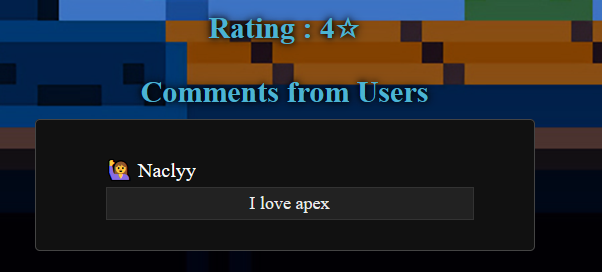 Rating : 4☆
Comments from Users
🙋‍♀️ Naclyy
I love apex